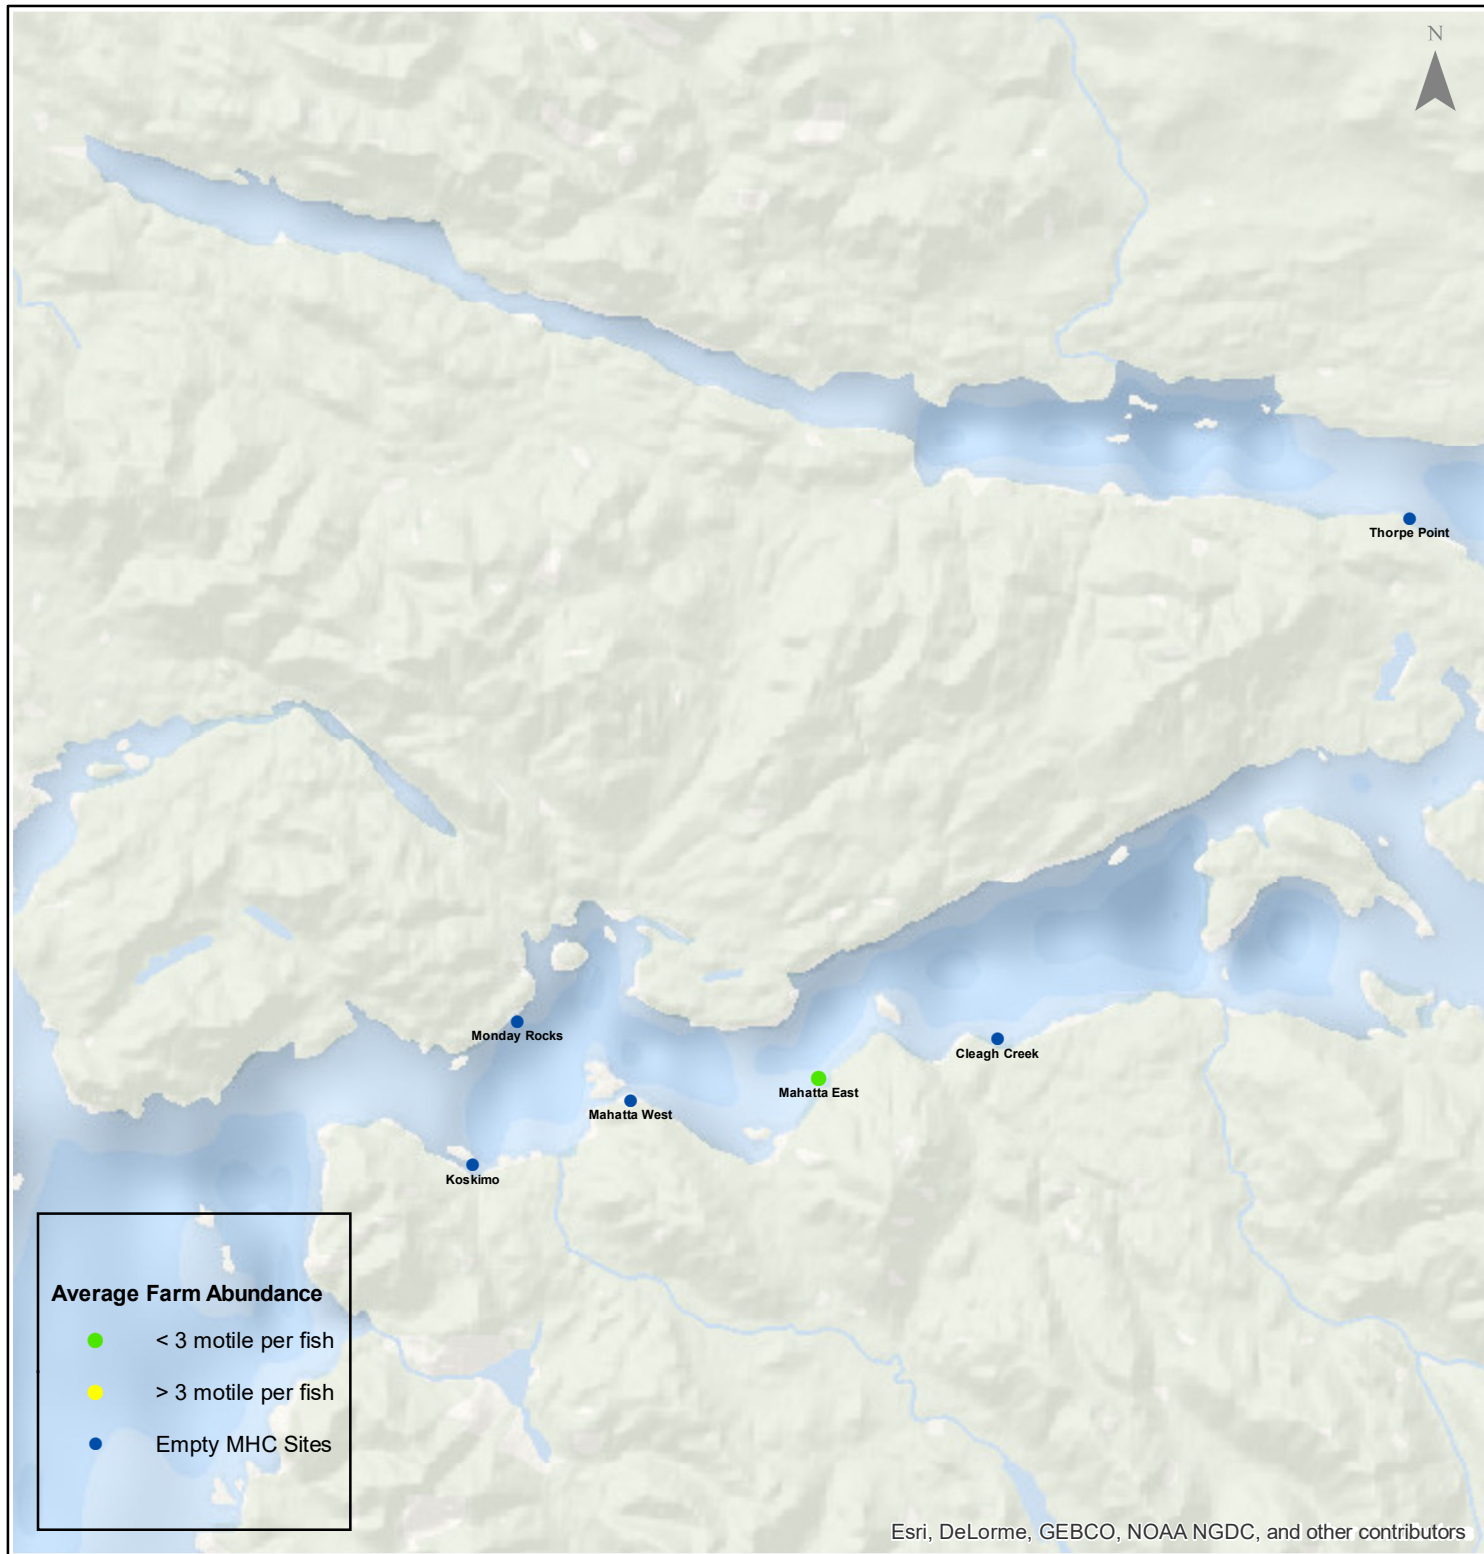 N
Thorpe Point
Monday Rocks
Cleagh Creek
Mahatta East
Mahatta West
Koskimo
Average Farm Abundance
< 3 motile per fish
> 3 motile per fish
Empty MHC Sites
Esri, DeLorme, GEBCO, NOAA NGDC, and other contributors